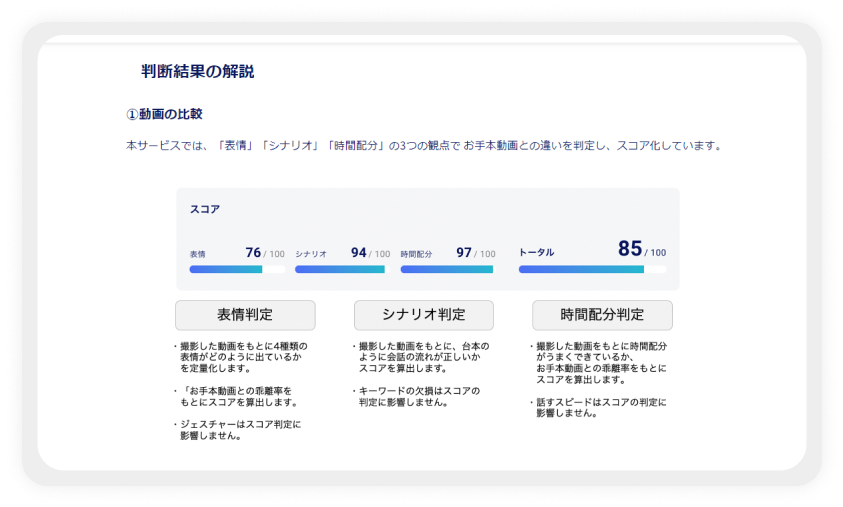 判断結果の解説
①動画の比較
本サービスでは、「表情」「シナリオ」「時間配分」の3つの観点で お手本動画との違いを判定し、スコア化しています。
スコア
表情 76 / 100 シナリオ 94 / 100 時間配分 97 / 100 トータル 85 / 100
表情判定
・撮影した動画をもとに4種類の
表情がどのように出ているか
を定量化します。
・「お手本動画との乖離率を
もとにスコアを算出します。
・ジェスチャーはスコア判定に
影響しません。
シナリオ判定
・撮影した動画をもとに、台本の
ように会話の流れが正しいか
スコアを算出します。
・キーワードの欠損はスコアの
判定に影響しません。
時間配分判定
・撮影した動画をもとに時間配分
がうまくできているか、
お手本動画との乖離率をもとに
スコアを算出します。
・話すスピードはスコアの判定に
影響しません。